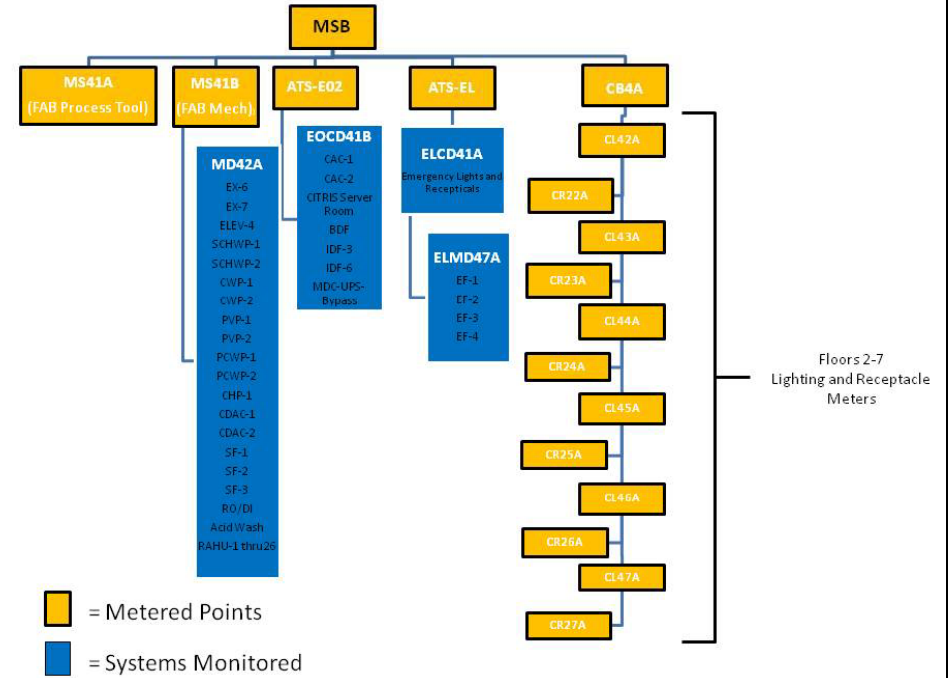 MSB
MS41A
(FAB Process Tool)
MS41B
(FAB Mech)
ATS-E02
ATS-EL
CB4A
MD42A
EX-6
EX-7
ELEV-4
SCHWP-1
SCHWP-2
CWP-1
CWP-2
PVP-1
PVP-2
PCWP-1
PCWP-2
CHP-1
CDAC-1
CDAC-2
SF-1
SF-2
SF-3
RO/DI
Acid Wash
RAHU-1 thru26
EOCD41B
CAC-1
CAC-2
CITRIS Server
Room
BDF
IDF-3
IDF-6
MDC-UPS-
Bypass
ELCD41A
Emergency Lights and
Recepticals
ELMD47A
EF-1
EF-2
EF-3
EF-4
CL42A
CR22A
CL43A
CR23A
CL44A
CR24A
CL45A
CR25A
CL46A
CR26A
CL47A
CR27A
Floors 2-7
Lighting and Receptacle
Meters
= Metered Points
= Systems Monitored